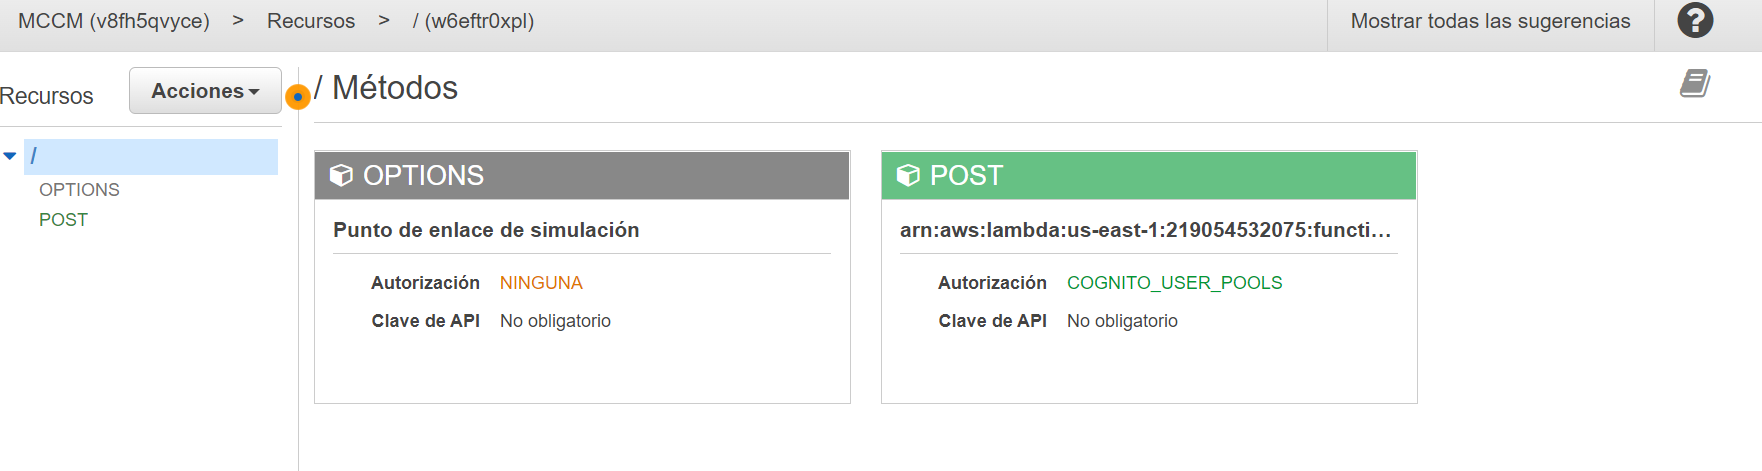 MCCM (v8fh5qvyce) > Recursos > / (w6eftr0xpl) Mostrar todas las sugerencias ?
Recursos Acciones / Métodos
/
OPTIONS
POST
OPTIONS
Punto de enlace de simulación
Autorización NINGUNA
Clave de API No obligatorio
POST
arn:aws:lambda:us-east-1:219054532075:functi...
Autorización COGNITO_USER_POOLS
Clave de API No obligatorio